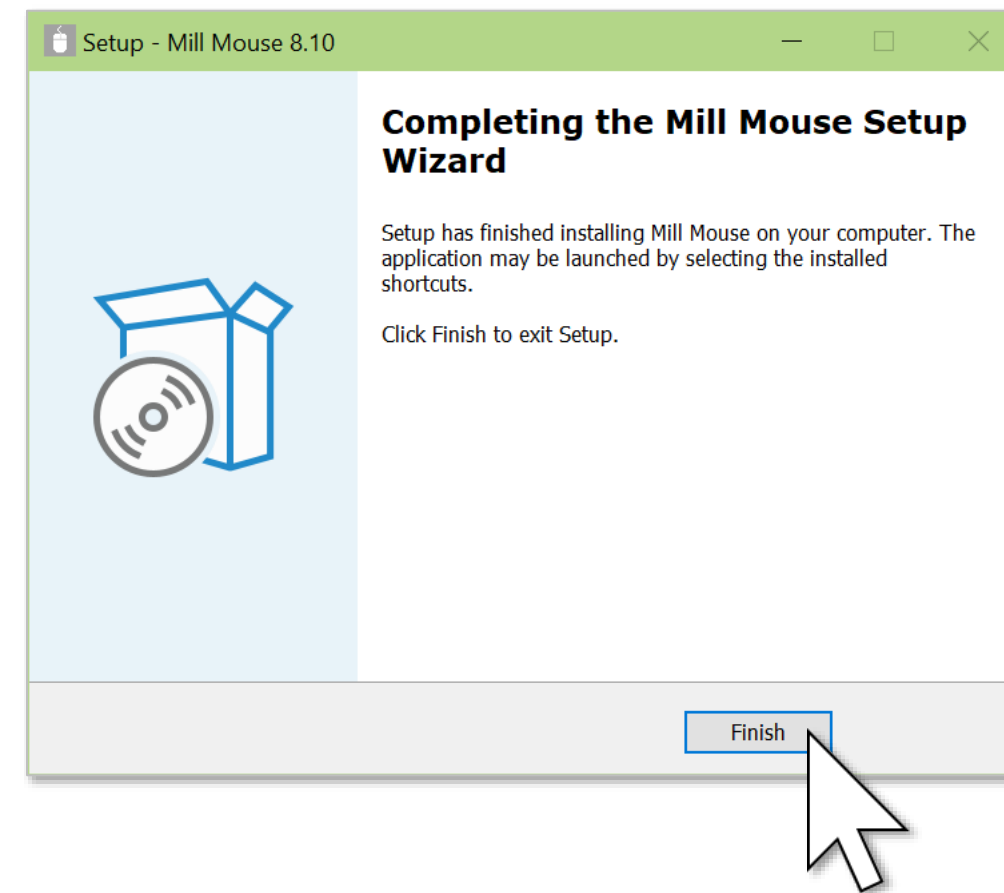 Setup - Mill Mouse 8.10
Completing the Mill Mouse Setup
Wizard
Setup has finished installing Mill Mouse on your computer. The
application may be launched by selecting the installed
shortcuts.
Click Finish to exit Setup.
Finish